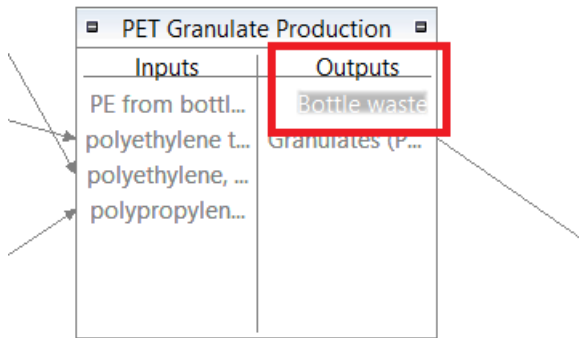 PET Granulate Production
Inputs Outputs
PE from bottl... Bottle waste
polyethylene t... Granulates (P...
polyethylene, ...
polypropylen...